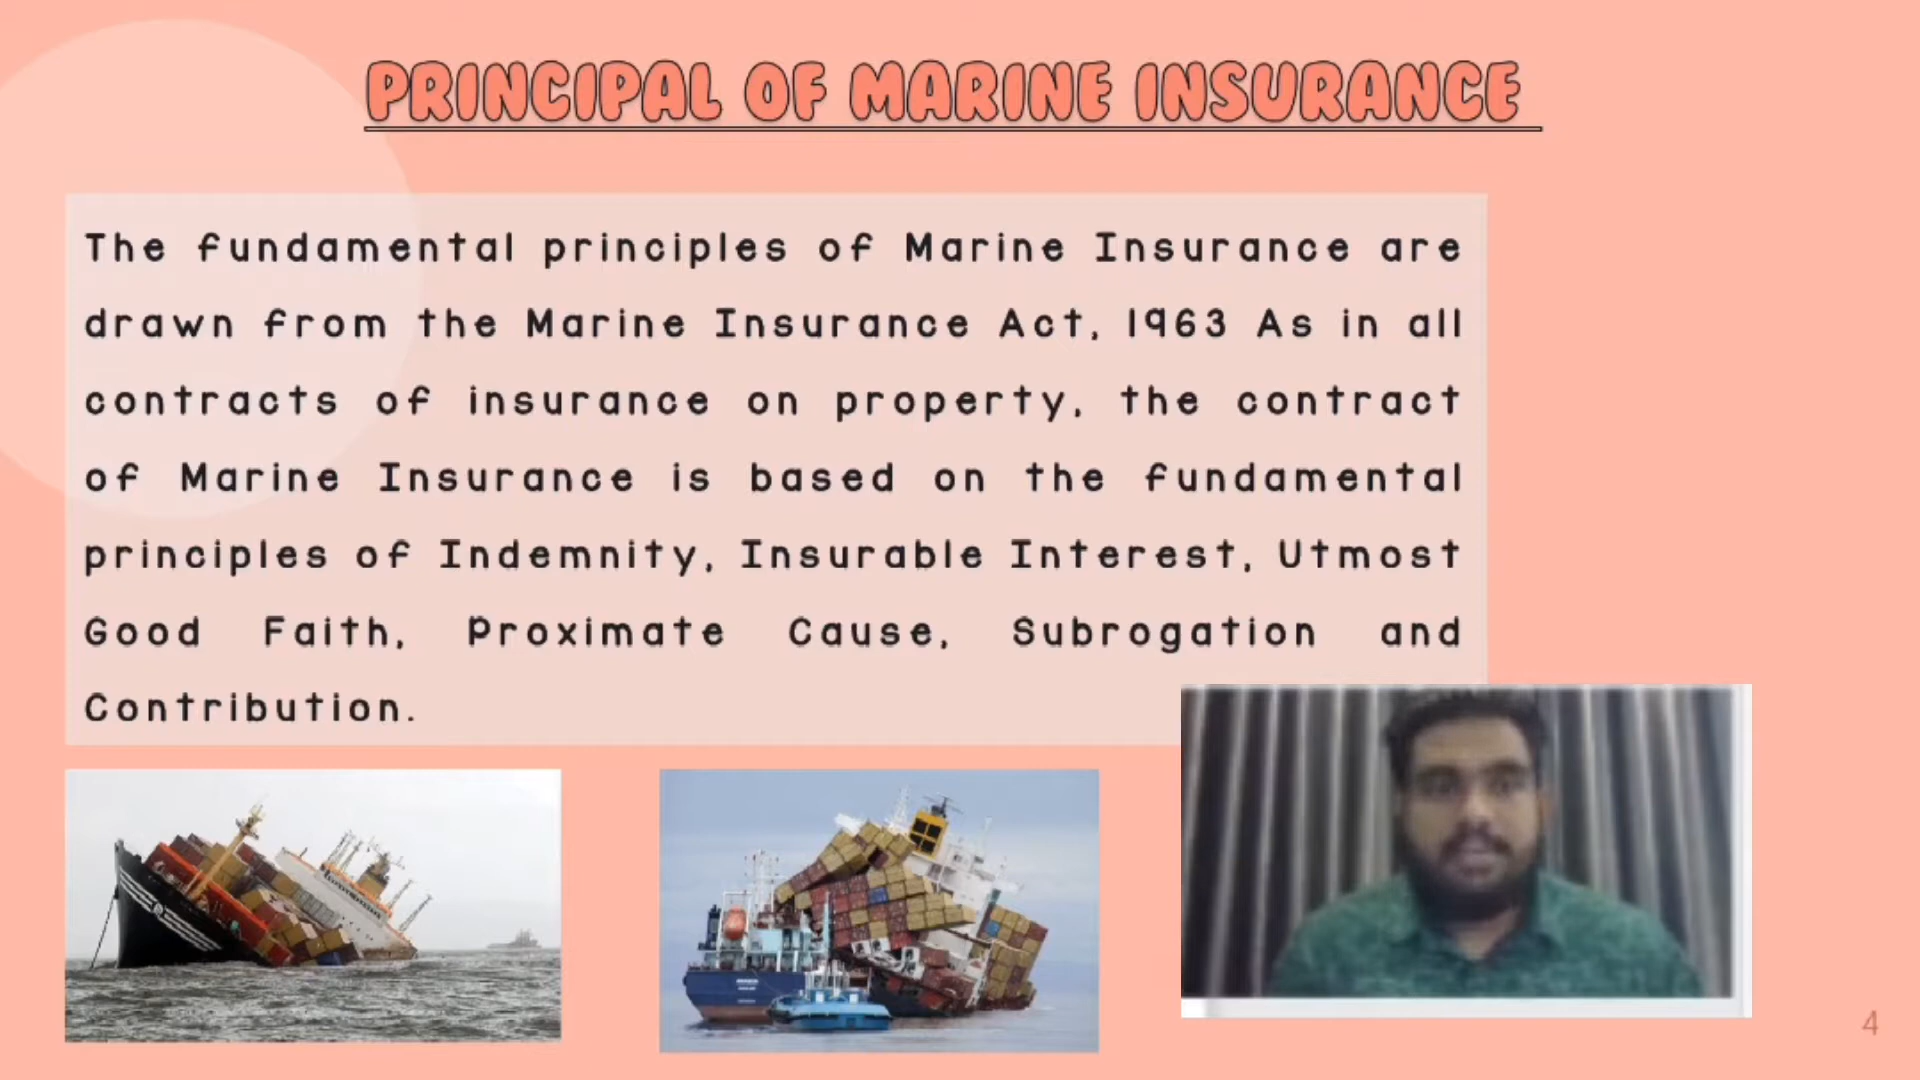 PRINCIPAL OF MARINE INSURANCE
The fundamental principles of Marine Insurance are
drawn from the Marine Insurance Act, 1963 As in all
contracts of insurance on property, the contract
of Marine Insurance is based on the fundamental
principles of Indemnity, Insurable Interest, Utmost
Good Faith, Proximate Cause, Subrogation and
Contribution.
4